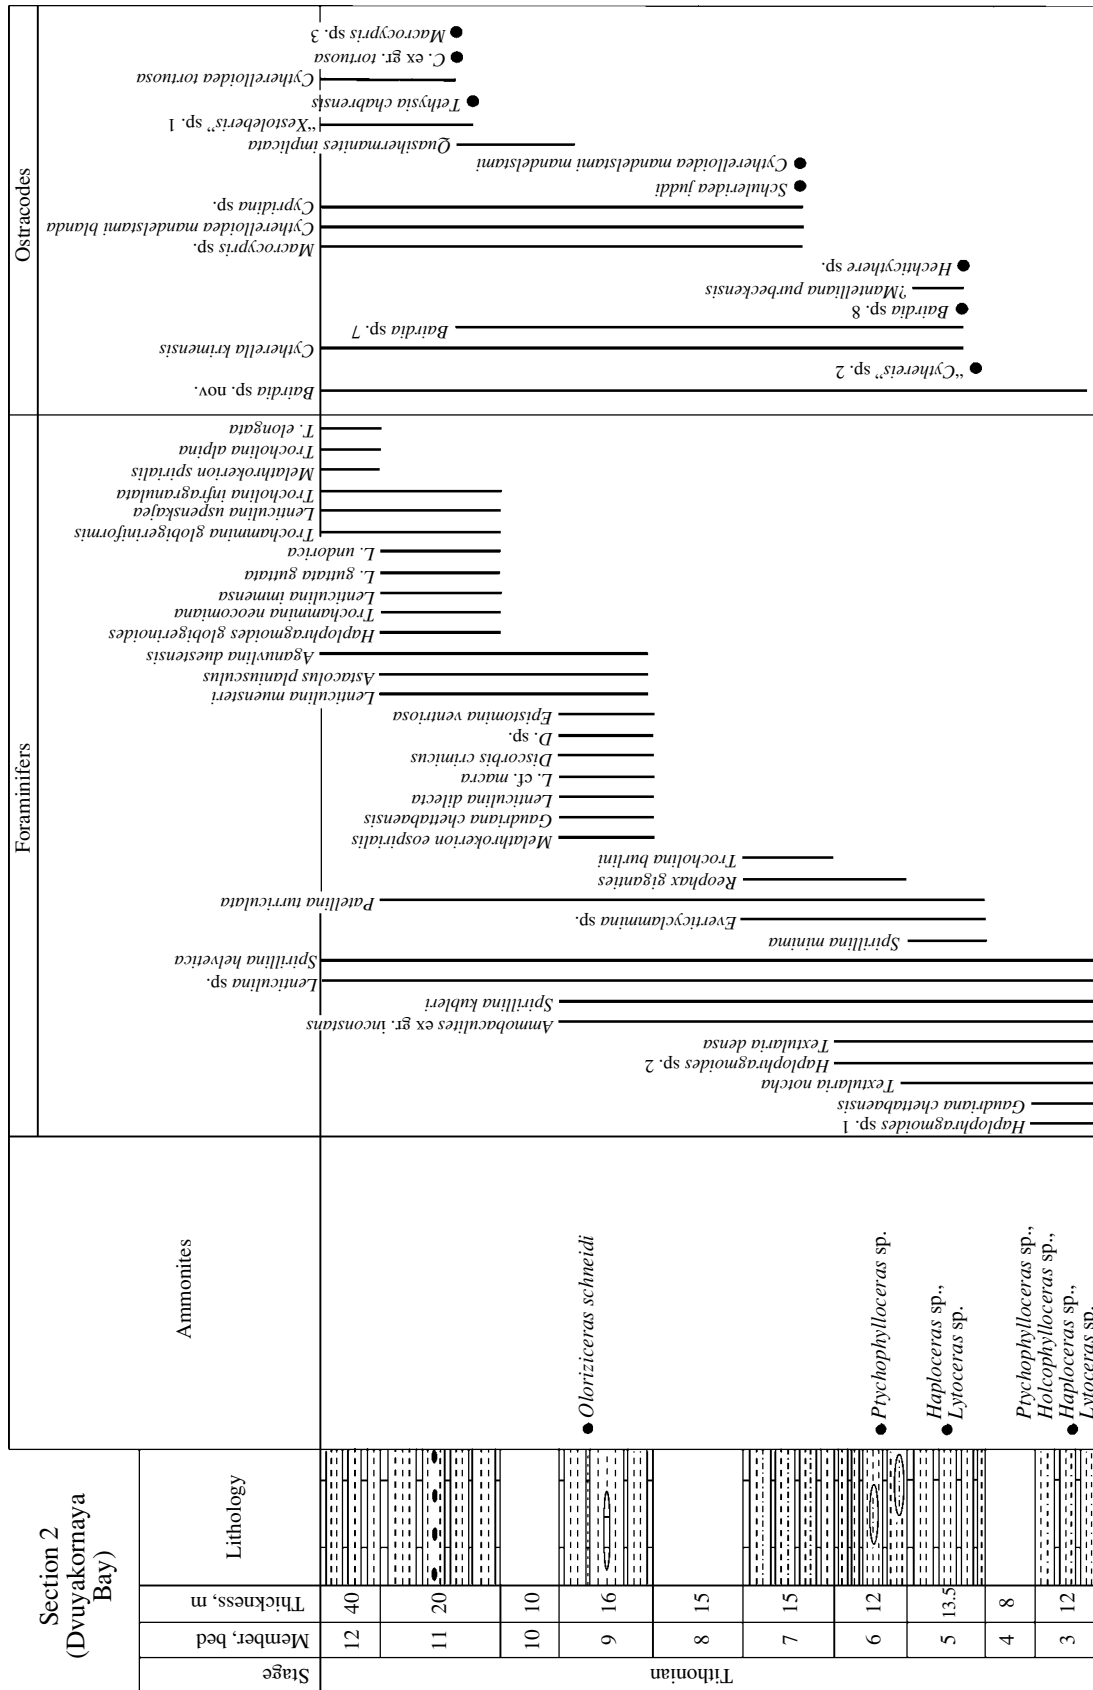 Section 2
(Dvuyakornaya
Bay)
Stage
Member, bed
Thickness, m
Lithology
Ammonites
Foraminifers
Ostracodes
Tithonian
12
40
11
20
10
10
9
16
8
15
7
15
6
12
5
13.5
4
8
3
12
Oloriziceras schneidi
Ptychophylloceras sp.
Haploceras sp.,
Lytoceras sp.
Ptychophylloceras sp.,
Holcophylloceras sp.,
Haploceras sp.,
Lytoceras sp.
Haplophragmoides sp. 1
Gaudriana chettabaensis
Textularia notcha
Haplophragmoides sp. 2
Textularia densa
Ammobaculites ex gr. inconstans
Spirillina kubleri
Lenticulina sp.
Spirillina helvetica
Spirillina minima
Everticyclammina sp.
Patellina turriculata
Reophax giganties
Trocholina burlini
Melathrokerion eospirialis
Gaudriana chettabaensis
Lenticulina dilecta
L. cf. macra
Discorbis crimicus
D. sp.
Epistomina ventriosa
Lenticulina muensteri
Astacolus planiusculus
Aganuvlina duestensis
Haplophragmoides globigerinoides
Trochammina neocomiana
Lenticulina immensa
L. guttata guttata
L. undorica
Trochammina globigeriniformis
Lenticulina uspenskajea
Trocholina infragranulata
Melathrokerion spirialis
Trocholina alpina
T. elongata
Bairdia sp. nov.
"Cythereis" sp. 2
Cytherella krimensis
Bairdia sp. 7
Bairdia sp. 8
?Mantelliana purbeckensis
Hechticythere sp.
Macrocypris sp.
Cytherelloidea mandelstami blanda
Cypridina sp.
Schuleridea juddi
Cytherelloidea mandelstami mandelstami
Quasihermanites implicata
"Xestoleberis" sp. 1
Tethysia chabrensis
Cytherelloidea tortuosa
C. ex gr. tortuosa
Macrocypris sp. 3